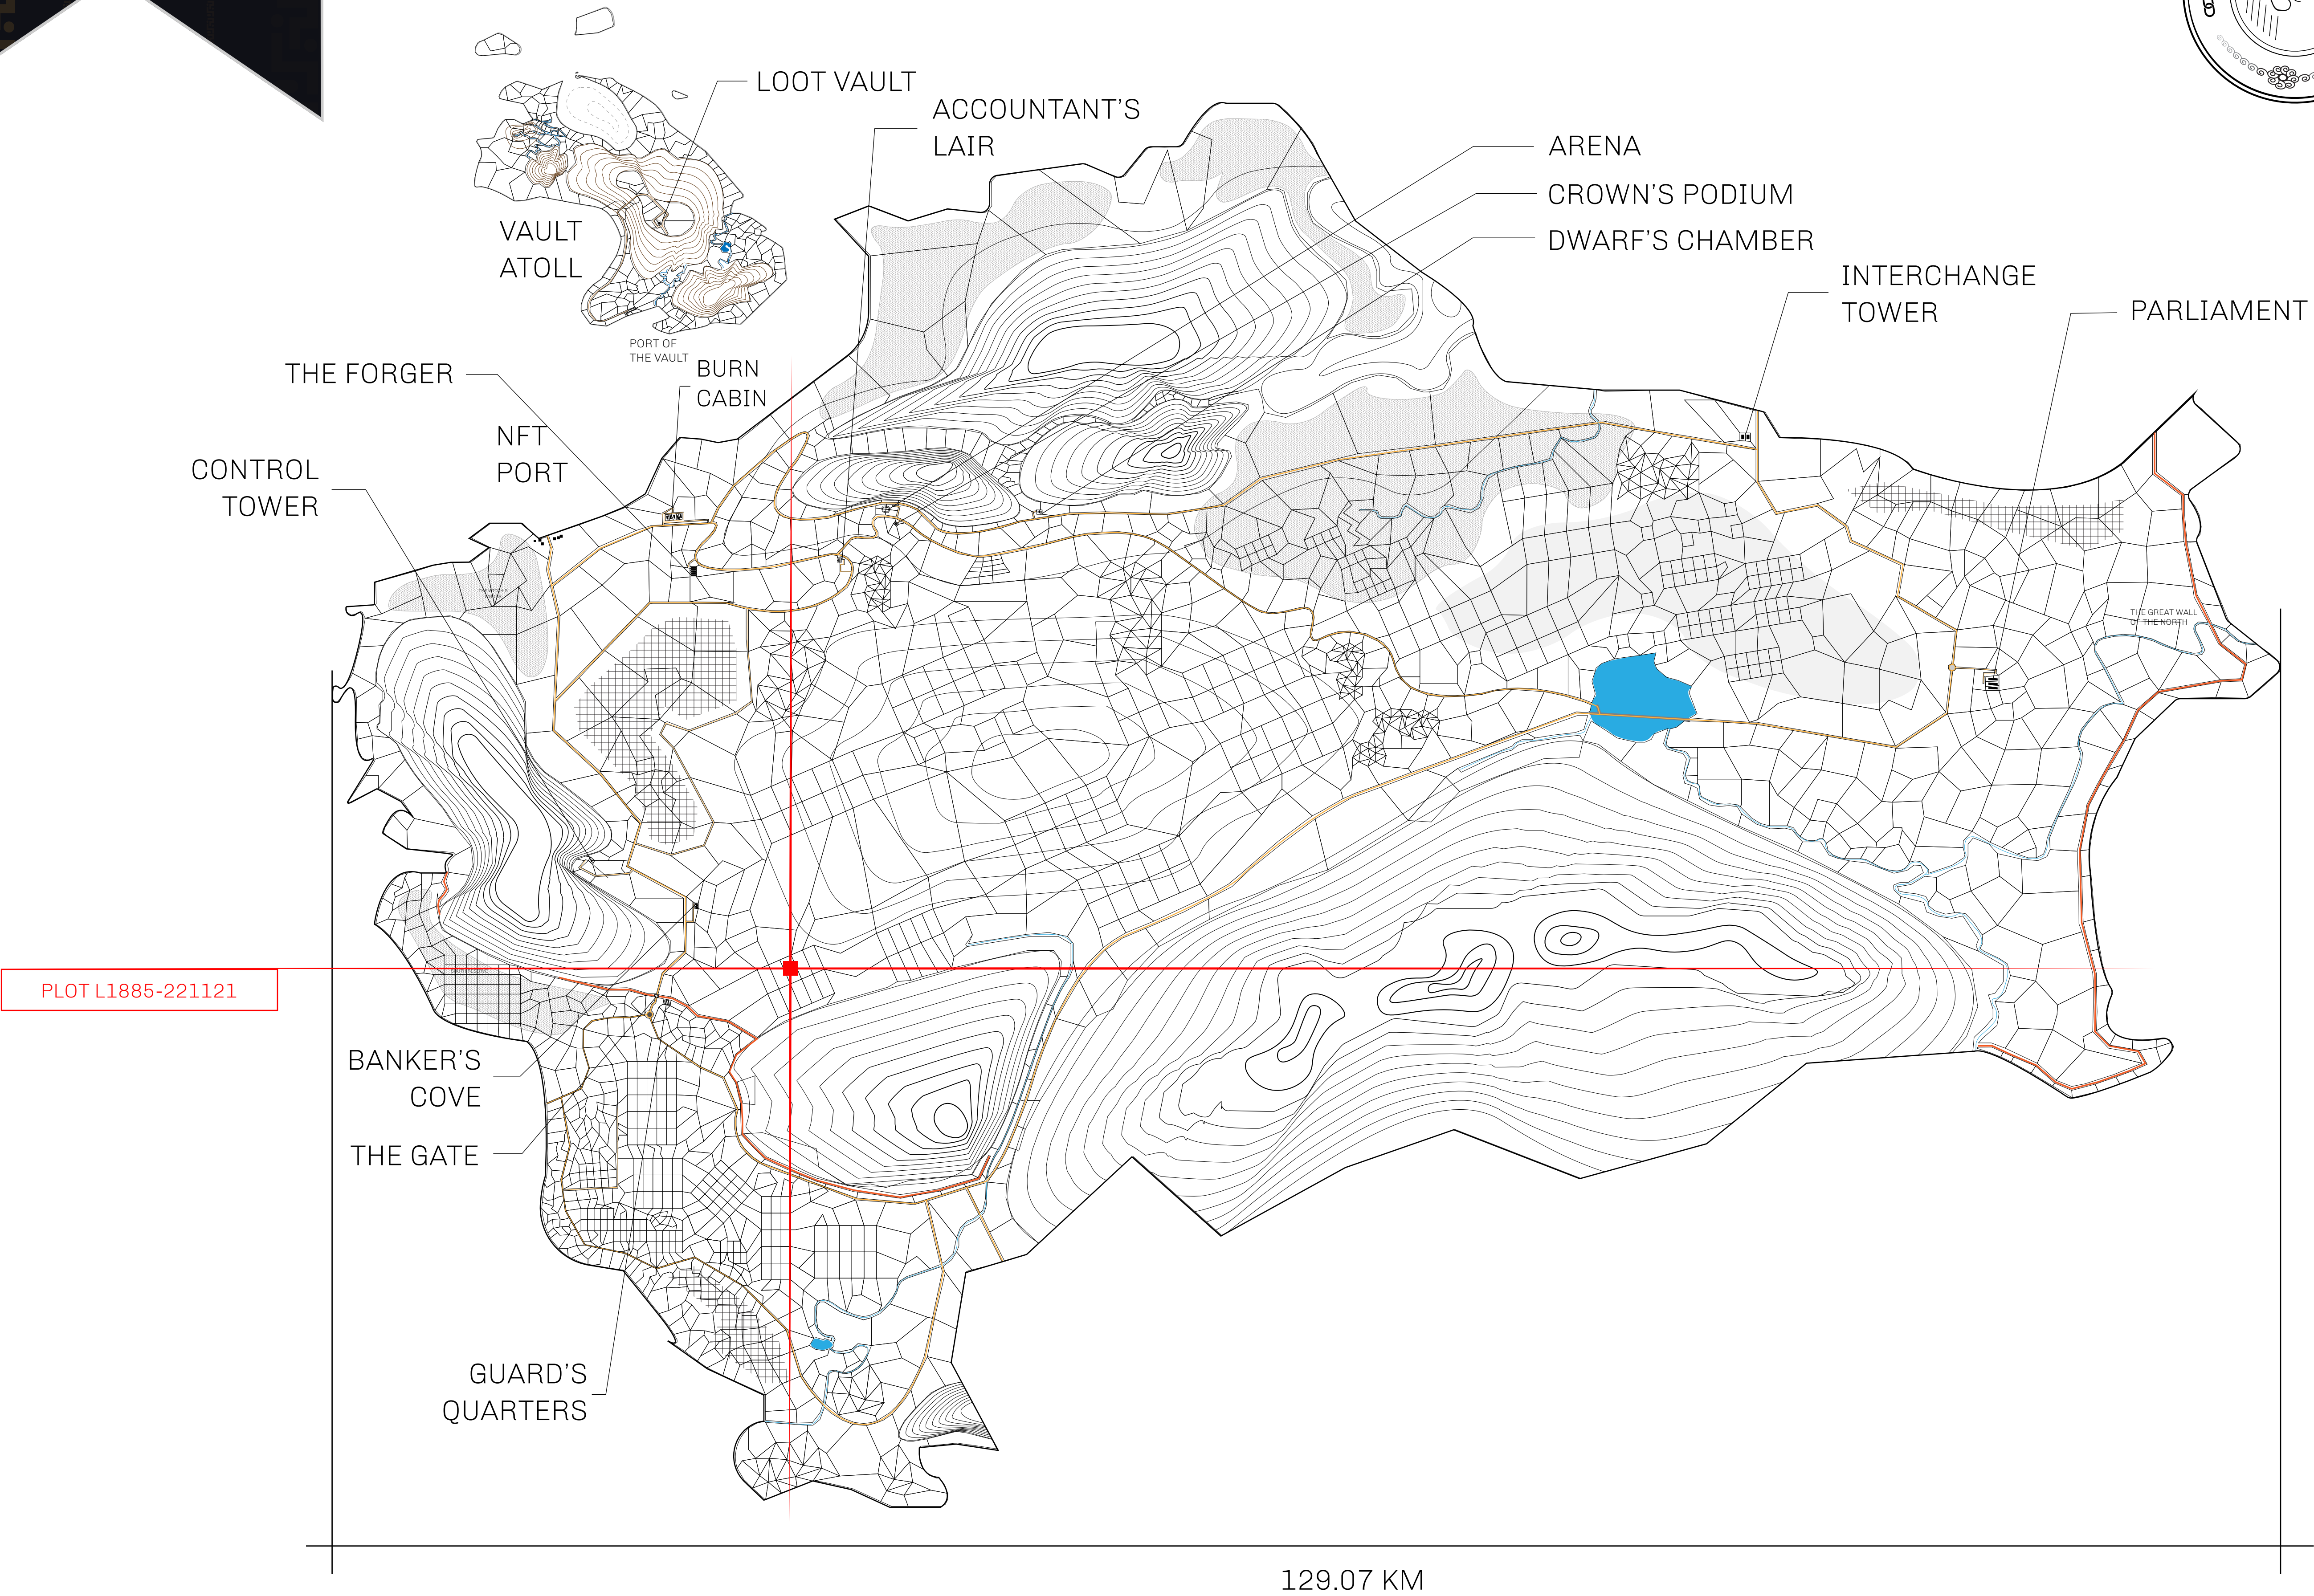 LOOT VAULT
ACCOUNTANT'S
LAIR
ARENA
CROWN'S PODIUM
DWARF'S CHAMBER
INTERCHANGE
TOWER
PARLIAMENT
VAULT
ATOLL
PORT OF
THE VAULT
BURN
CABIN
THE FORGER
NFT
PORT
CONTROL
TOWER
THE GREAT WALL
OF THE NORTH
PLOT L1885-221121
BANKER'S
COVE
THE GATE
GUARD'S
QUARTERS
129.07 KM